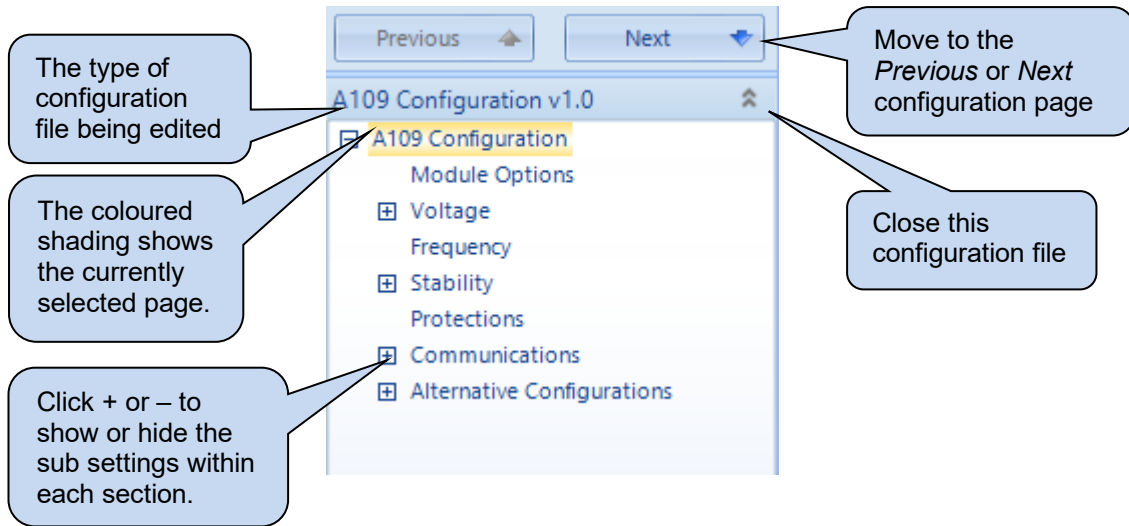 Previous
Next
The type of
configuration
file being edited
Move to the
Previous or Next
configuration page
A109 Configuration v1.0
A109 Configuration
Module Options
Voltage
Frequency
Stability
Protections
Communications
Alternative Configurations
The coloured
shading shows
the currently
selected page.
Close this
configuration file
Click + or – to
show or hide the
sub settings within
each section.